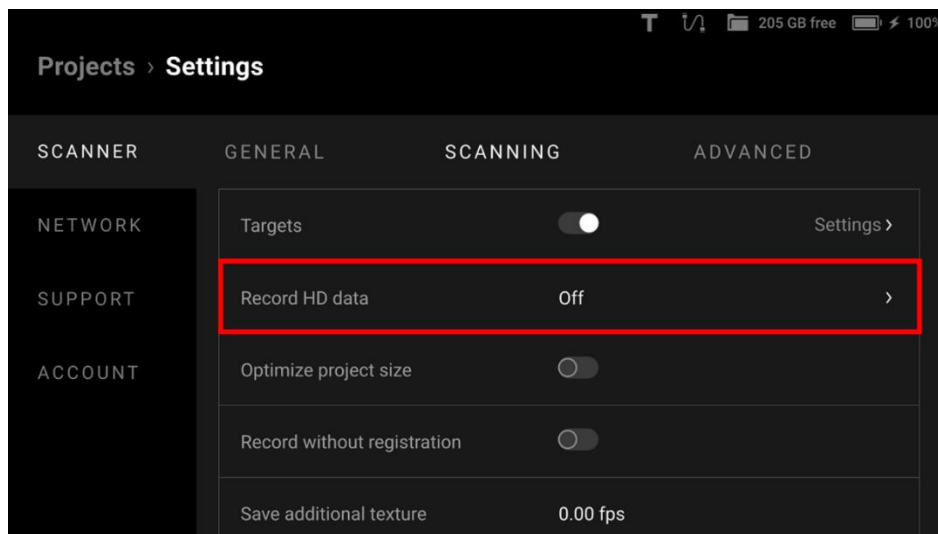 205 GB free 100%
Projects › Settings
SCANNER GENERAL SCANNING ADVANCED
NETWORK Targets Settings ›
SUPPORT Record HD data Off ›
ACCOUNT Optimize project size
Record without registration
Save additional texture 0.00 fps